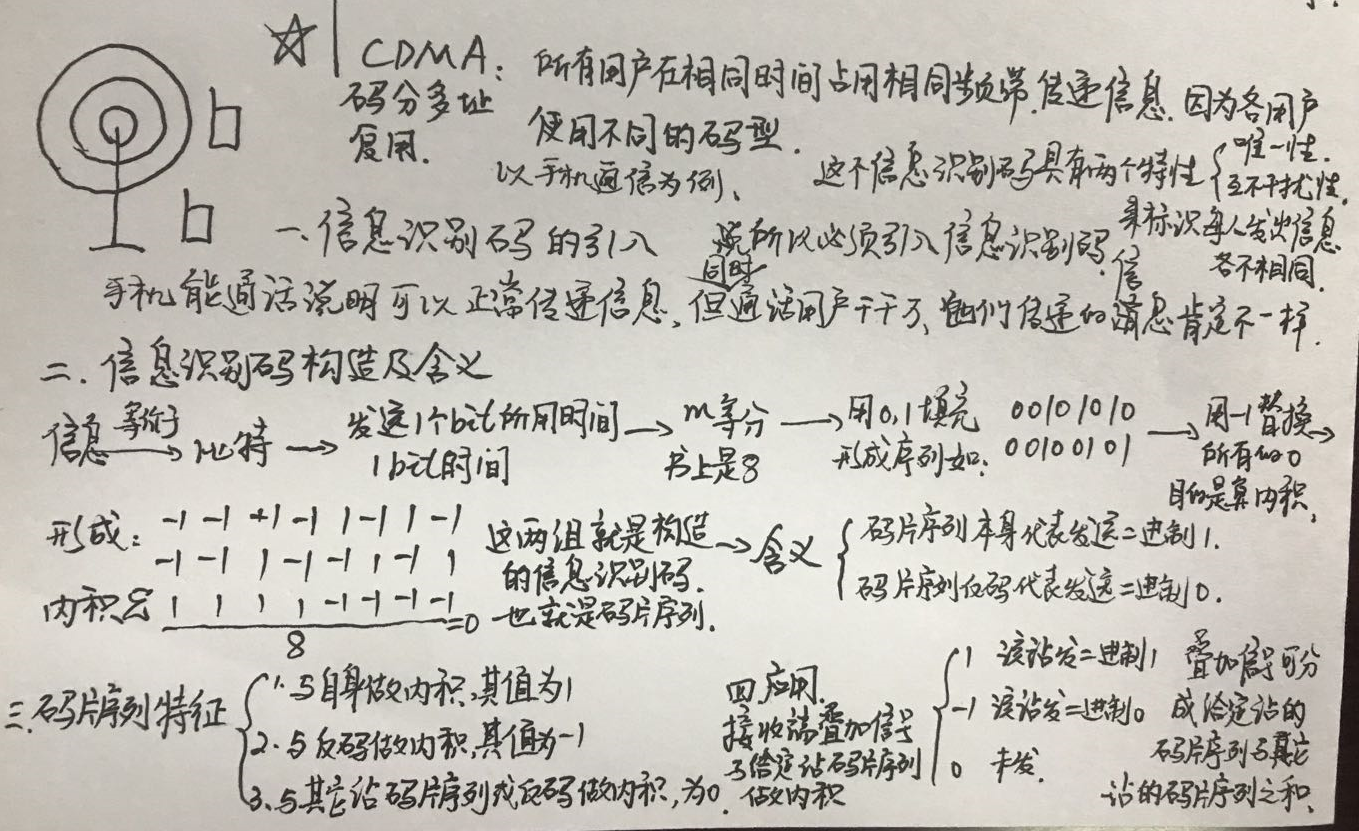 ☆ CDMA: 所有用户在相同时间占用相同频带传递信息.因为各用户
码分多址 使用不同的码型.
复用.
以手机通信为例、 这个信息识别码具有两个特性 { 唯一性.
互不干扰性.
一、信息识别码的引入 所以必须引入信息识别码. 来标识每人发出信息
各不相同.
同时 信
手机能通话说明可以正常传递信息,但通话用户千千万、他们传递的消息肯定不一样.
二.信息识别码构造及含义
信息 等价于→ 比特 → 发送1个bit所用时间 → m等分 → 用0,1填充 00101010 → 用-1替换→
1bit时间 书上是8 形成序列如: 00100101 所有的0
目的是算内积,
形成: -1 -1 +1 -1 1 -1 1 -1 这两组就是构造 → 含义 { 码片序列本身代表发送二进制1.
-1 -1 1 -1 -1 1 -1 1 的信息识别码. 码片序列反码代表发送二进制0.
内积是 1 1 1 1 -1 -1 -1 -1 =0 也就是码片序列.
8
三.码片序列特征 { 1.与自身做内积,其值为1
2.与反码做内积,其值为-1
3、与其它站码片序列或反码做内积,为0.
四.应用. { 1 该站发二进制1 叠加信号可分
接收端叠加信号 -1 该站发二进制0 成给定站的
与给定站码片序列 0 未发. 码片序列与其它
做内积 站的码片序列之和,